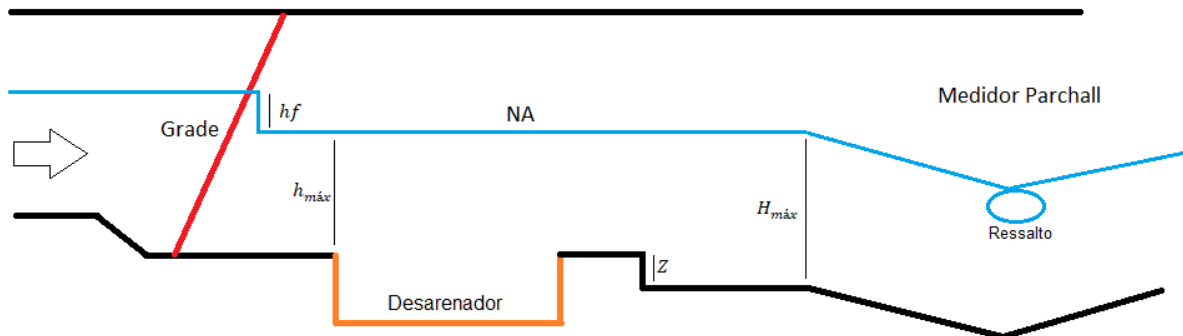 Medidor Parchall
hf
NA
Grade
h_máx
H_máx
Ressalto
Z
Desarenador